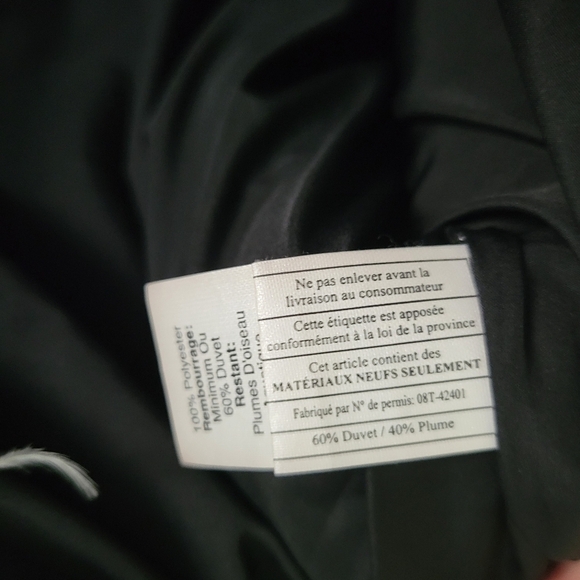 Ne pas enlever avant la
livraison au consommateur
Cette étiquette est apposée
conformément à la loi de la province
Cet article contient des
MATÉRIAUX NEUFS SEULEMENT
Fabriqué par N° de permis: 08T-42401
60% Duvet / 40% Plume
100% Polyester
Rembourrage:
Minimum Ou
60% Duvet
Restant:
Plumes D'oiseau